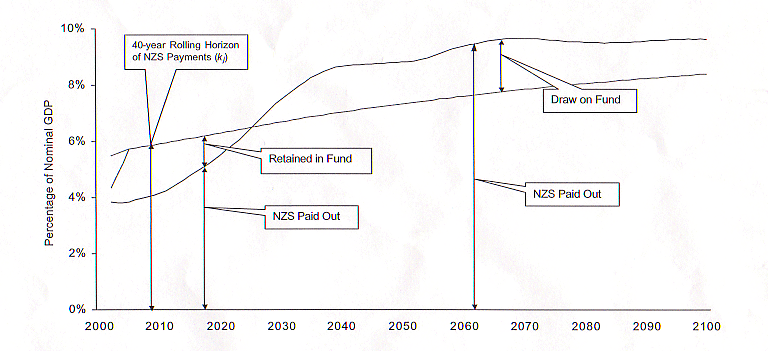 10%
8%
6%
4%
2%
0%
Percentage of Nominal GDP
40-year Rolling Horizon
of NZS Payments (kj)
Retained in Fund
NZS Paid Out
Draw on Fund
NZS Paid Out
2000 2010 2020 2030 2040 2050 2060 2070 2080 2090 2100